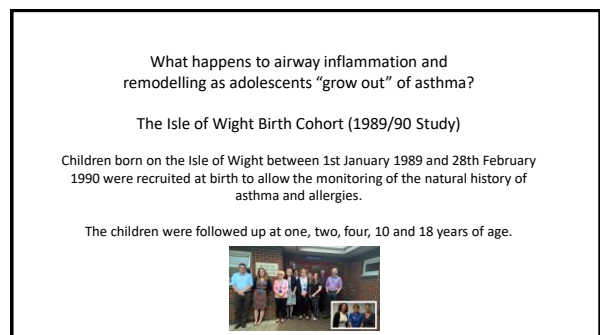 What happens to airway inflammation and
remodelling as adolescents “grow out” of asthma?
The Isle of Wight Birth Cohort (1989/90 Study)
Children born on the Isle of Wight between 1st January 1989 and 28th February
1990 were recruited at birth to allow the monitoring of the natural history of
asthma and allergies.
The children were followed up at one, two, four, 10 and 18 years of age.